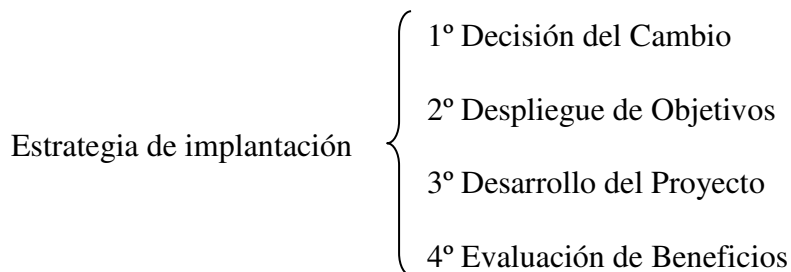 Estrategia de implantación
1º Decisión del Cambio
2º Despliegue de Objetivos
3º Desarrollo del Proyecto
4º Evaluación de Beneficios